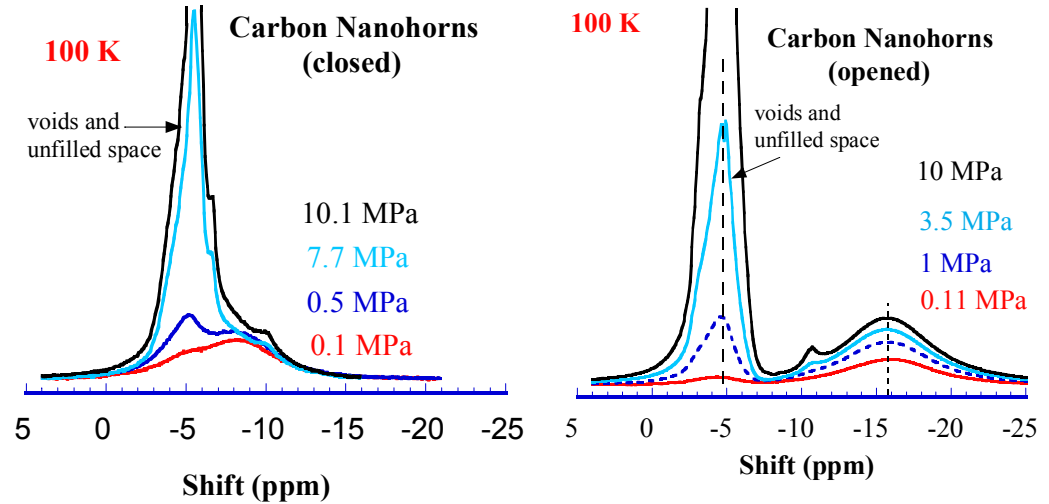 100 K
Carbon Nanohorns
(closed)
voids and
unfilled space
10.1 MPa
7.7 MPa
0.5 MPa
0.1 MPa
5 0 -5 -10 -15 -20 -25
Shift (ppm)
100 K
Carbon Nanohorns
(opened)
voids and
unfilled space
10 MPa
3.5 MPa
1 MPa
0.11 MPa
5 0 -5 -10 -15 -20 -25
Shift (ppm)